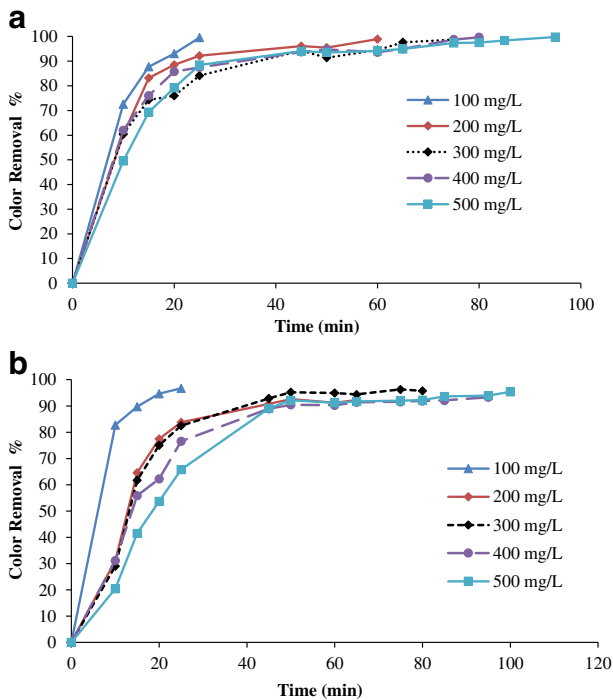 a
100
90
80
70
60
50
40
30
20
10
0
Color Removal %
100 mg/L
200 mg/L
300 mg/L
400 mg/L
500 mg/L
0 20 40 60 80 100
Time (min)
b
100
90
80
70
60
50
40
30
20
10
0
Color Removal %
100 mg/L
200 mg/L
300 mg/L
400 mg/L
500 mg/L
0 20 40 60 80 100 120
Time (min)